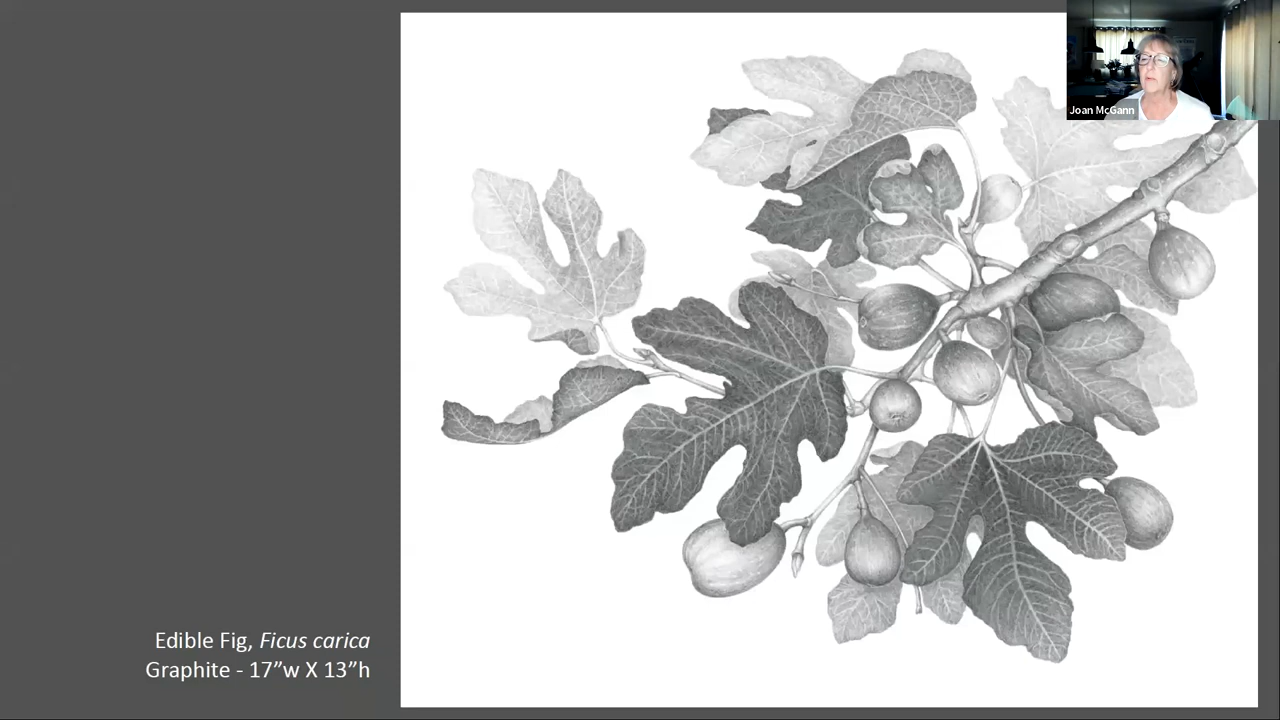 Joan McGann
Edible Fig, Ficus carica
Graphite - 17”w X 13”h